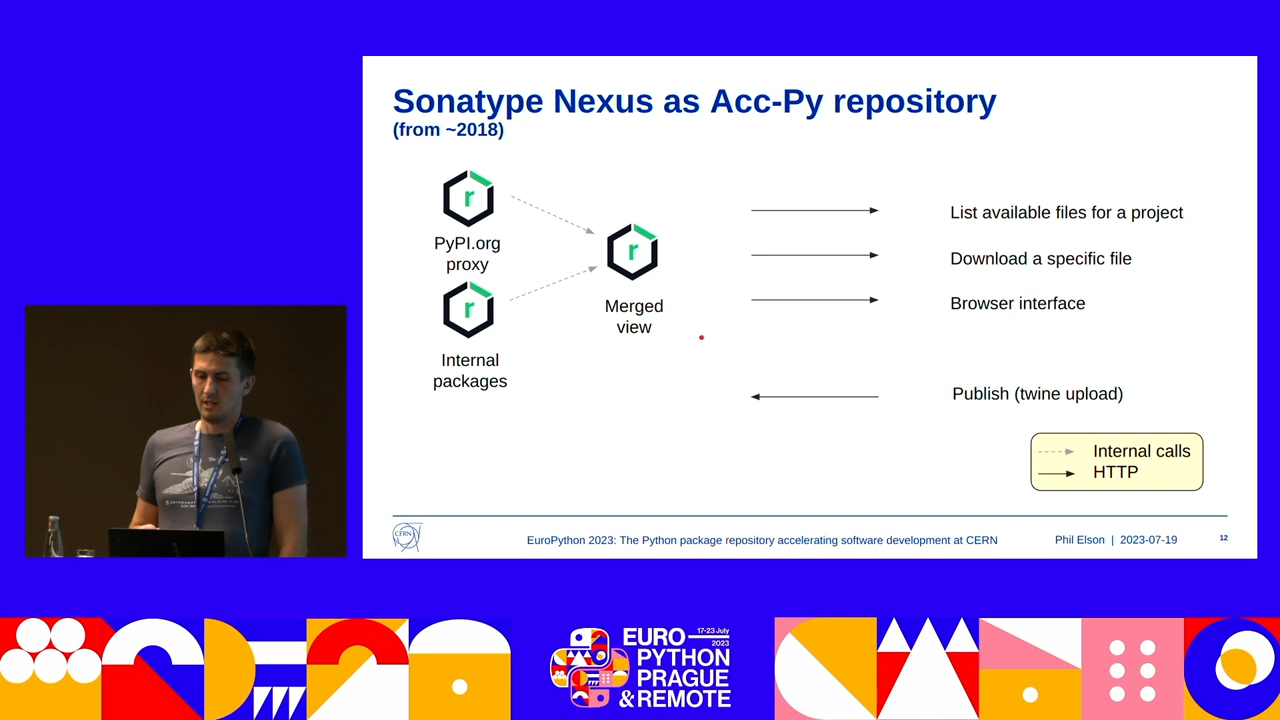 Sonatype Nexus as Acc-Py repository
(from ~2018)
r
PyPI.org
proxy
r
Internal
packages
r
Merged
view
List available files for a project
Download a specific file
Browser interface
Publish (twine upload)
Internal calls
HTTP
CERN
EuroPython 2023: The Python package repository accelerating software development at CERN
Phil Elson | 2023-07-19
12
17-23 July
2023
EURO
PYTHON
PRAGUE
&REMOTE